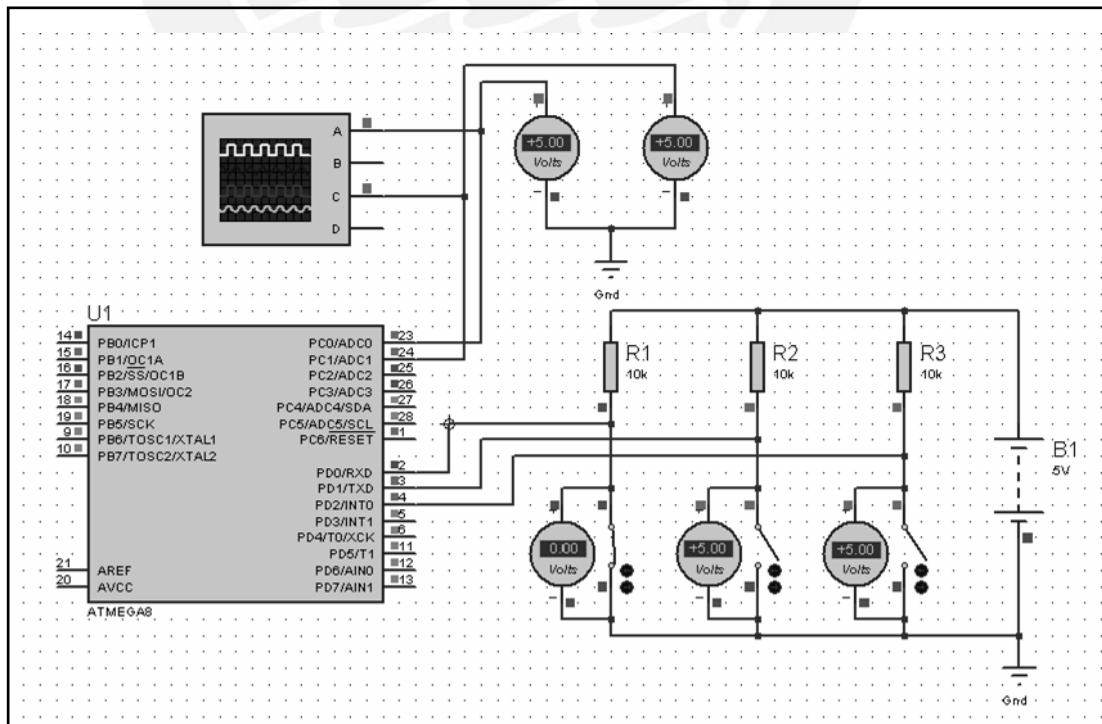 A
B
C
D
+5.00
Volts
+5.00
Volts
Gnd
U1
14 PB0/ICP1
15 PB1/OC1A
16 PB2/SS/OC1B
17 PB3/MOSI/OC2
18 PB4/MISO
19 PB5/SCK
9 PB6/TOSC1/XTAL1
10 PB7/TOSC2/XTAL2
21 AREF
20 AVCC
PC0/ADC0 23
PC1/ADC1 24
PC2/ADC2 25
PC3/ADC3 26
PC4/ADC4/SDA 27
PC5/ADC5/SCL 28
PC6/RESET 1
PD0/RXD 2
PD1/TXD 3
PD2/INT0 4
PD3/INT1 5
PD4/T0/XCK 6
PD5/T1 11
PD6/AIN0 12
PD7/AIN1 13
ATMEGA8
R1
10k
R2
10k
R3
10k
B1
5V
0.00
Volts
+5.00
Volts
+5.00
Volts
Gnd